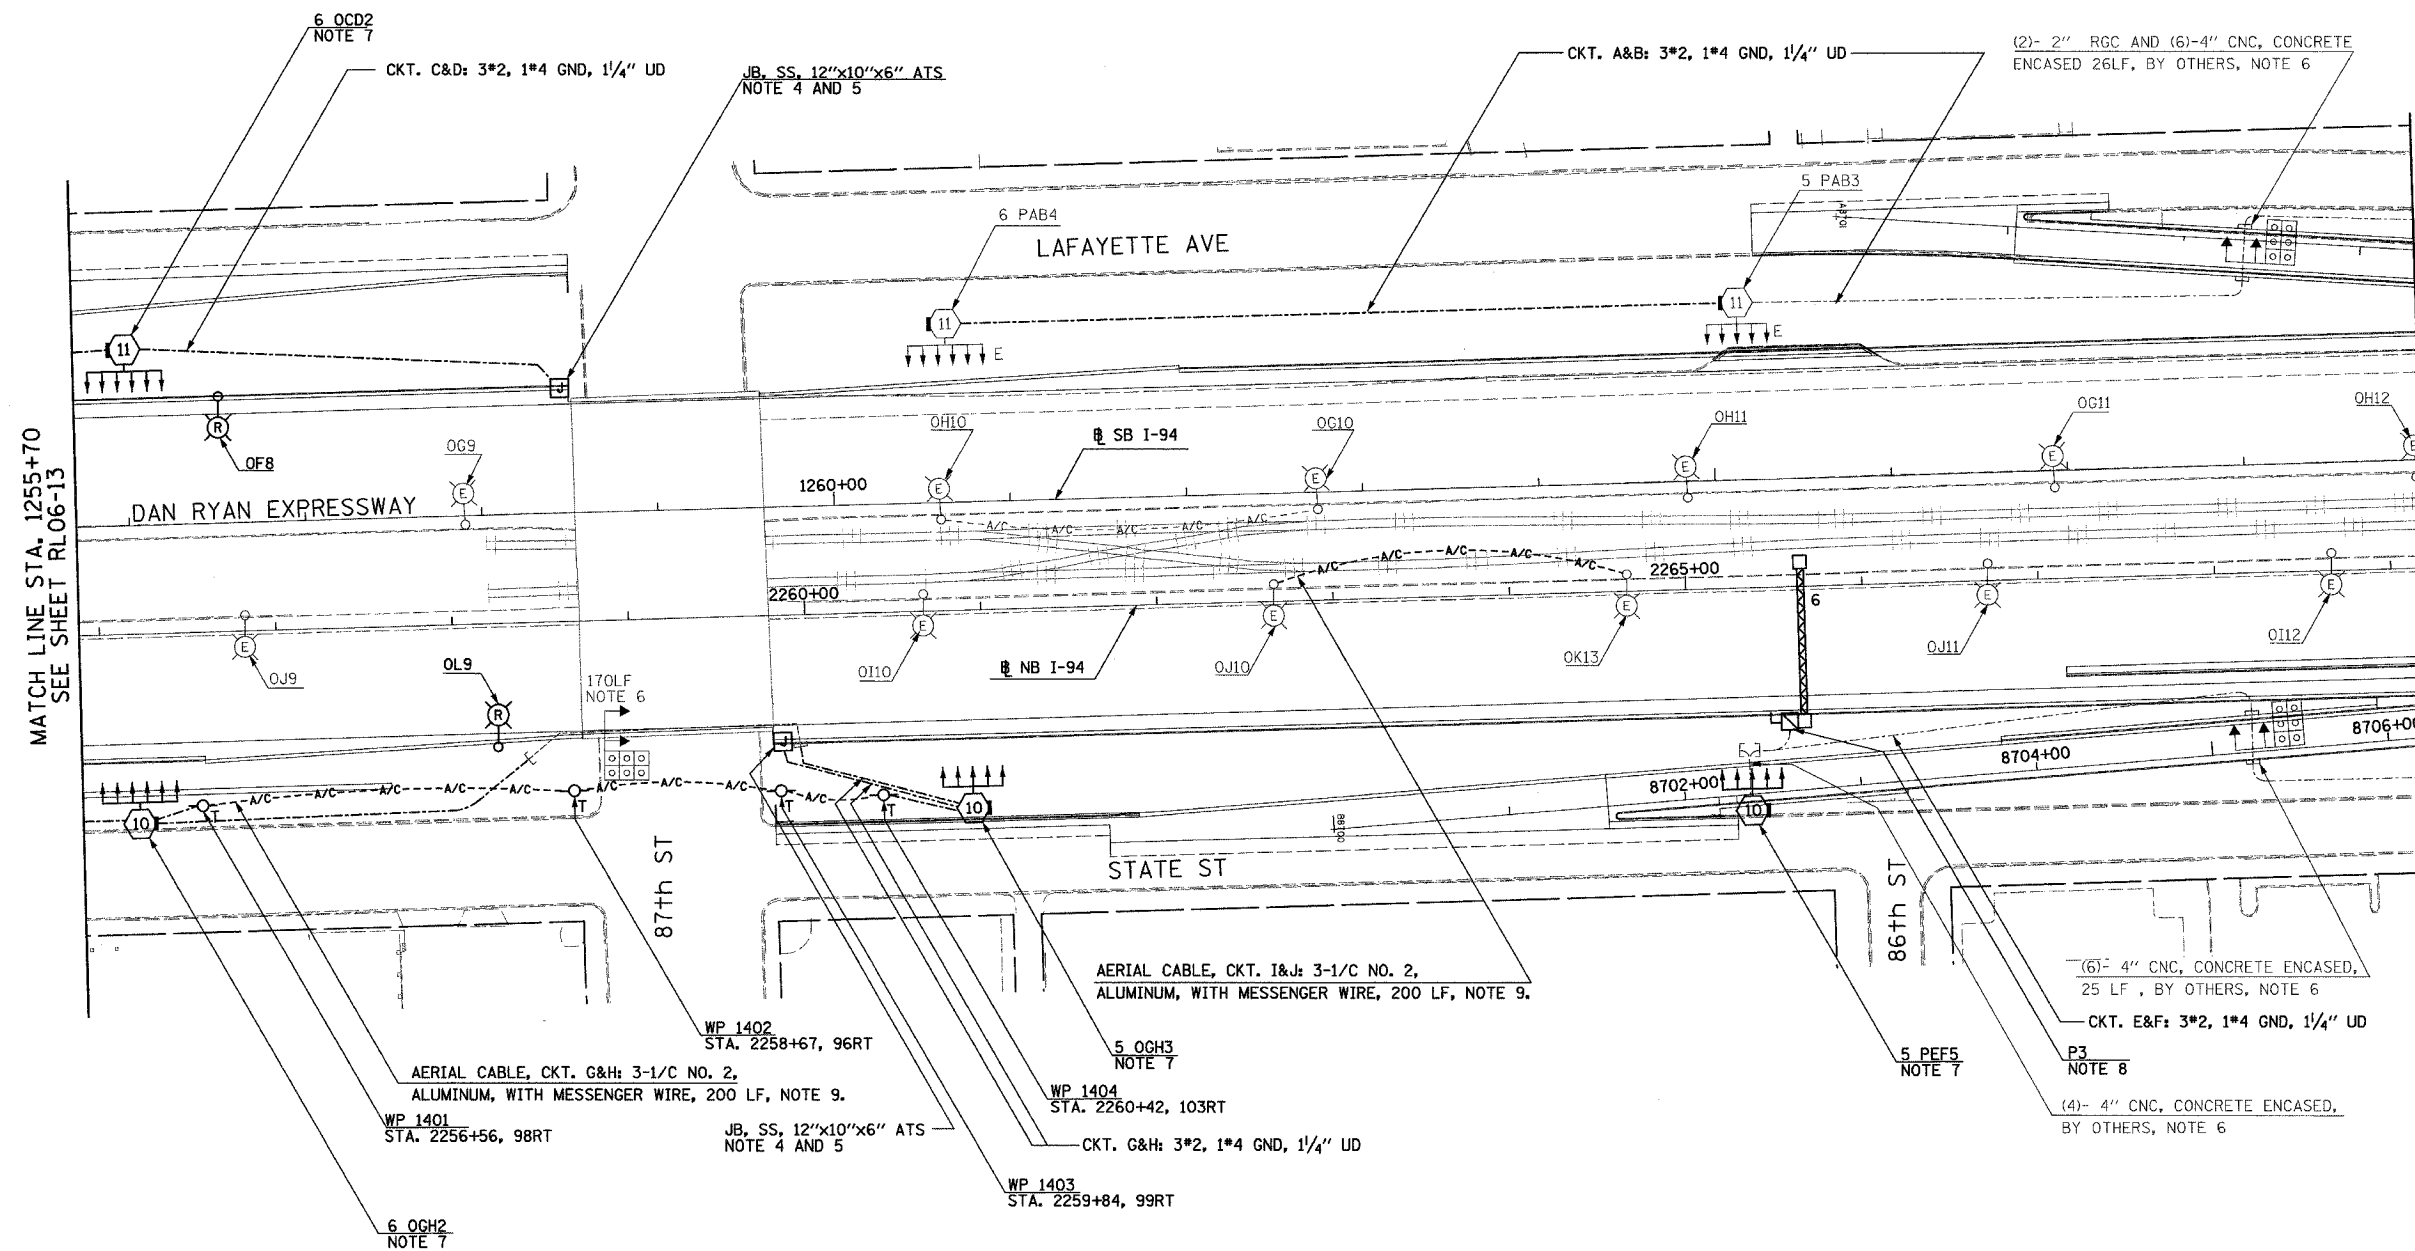 6 OCD2
NOTE 7
CKT. C&D: 3#2, 1#4 GND, 1 1/4" UD
JB, SS, 12"x10"x6" ATS
NOTE 4 AND 5
CKT. A&B: 3#2, 1#4 GND, 1 1/4" UD
(2)- 2" RGC AND (6)-4" CNC, CONCRETE
ENCASED 26LF, BY OTHERS, NOTE 6
5 PAB3
6 PAB4
LAFAYETTE AVE
11
11
11
E
E
J
MATCH LINE STA. 1255+70
SEE SHEET RL06-13
R
OF8
OG9
E
OH10
E
℄ SB I-94
OG10
E
OH11
E
OG11
E
OH12
E
DAN RYAN EXPRESSWAY
1260+00
A/C A/C A/C A/C A/C
A/C A/C A/C A/C A/C
2260+00
2265+00
6
E
OJ9
OL9
R
E
OI10
℄ NB I-94
E
OJ10
E
OK13
E
OJ11
E
OI12
170LF
NOTE 6
J
8706+00
8704+00
8702+00
A/C A/C A/C A/C A/C A/C A/C A/C
10
T
T
T
T
10
10
STATE ST
87th ST
86th ST
AERIAL CABLE, CKT. I&J: 3-1/C NO. 2,
ALUMINUM, WITH MESSENGER WIRE, 200 LF, NOTE 9.
(6)- 4" CNC, CONCRETE ENCASED,
25 LF , BY OTHERS, NOTE 6
CKT. E&F: 3#2, 1#4 GND, 1 1/4" UD
WP 1402
STA. 2258+67, 96RT
5 OGH3
NOTE 7
5 PEF5
NOTE 7
P3
NOTE 8
AERIAL CABLE, CKT. G&H: 3-1/C NO. 2,
ALUMINUM, WITH MESSENGER WIRE, 200 LF, NOTE 9.
WP 1404
STA. 2260+42, 103RT
(4)- 4" CNC, CONCRETE ENCASED,
BY OTHERS, NOTE 6
WP 1401
STA. 2256+56, 98RT
JB, SS, 12"x10"x6" ATS
NOTE 4 AND 5
CKT. G&H: 3#2, 1#4 GND, 1 1/4" UD
WP 1403
STA. 2259+84, 99RT
6 OGH2
NOTE 7